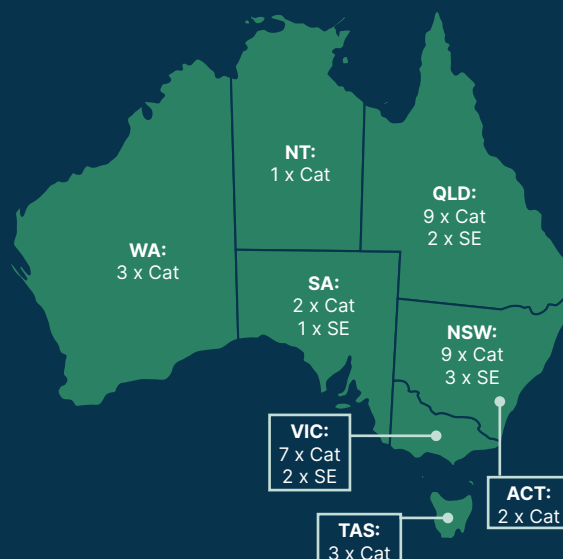 NT:
1 x Cat
QLD:
9 x Cat
2 x SE
WA:
3 x Cat
SA:
2 x Cat
1 x SE
NSW:
9 x Cat
3 x SE
VIC:
7 x Cat
2 x SE
ACT:
2 x Cat
TAS:
3 x Cat